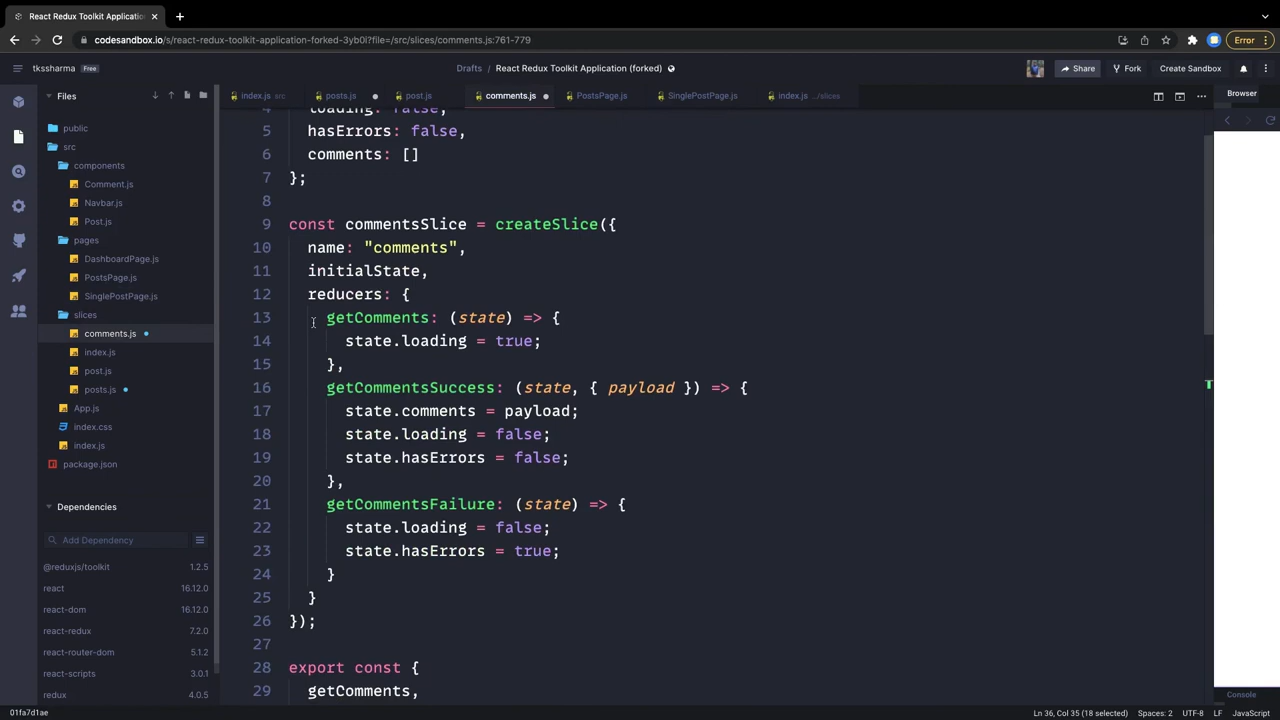 React Redux Toolkit Application
codesandbox.io/s/react-redux-toolkit-application-forked-3yb0l?file=/src/slices/comments.js:761-779
Error
tkssharma
Free
Drafts / React Redux Toolkit Application (forked)
Share
Fork
Create Sandbox
Files
index.js src
posts.js
post.js
comments.js
PostsPage.js
SinglePostPage.js
index.js .../slices
Browser
public
src
components
Comment.js
Navbar.js
Post.js
pages
DashboardPage.js
PostsPage.js
SinglePostPage.js
slices
comments.js
index.js
post.js
posts.js
App.js
index.css
index.js
package.json
Dependencies
Add Dependency
@reduxjs/toolkit 1.2.5
react 16.12.0
react-dom 16.12.0
react-redux 7.2.0
react-router-dom 5.1.2
react-scripts 3.0.1
redux 4.0.5
01fa7d1ae
4 loading: false,
5 hasErrors: false,
6 comments: []
7 };
8
9 const commentsSlice = createSlice({
10 name: "comments",
11 initialState,
12 reducers: {
13 getComments: (state) => {
14 state.loading = true;
15 },
16 getCommentsSuccess: (state, { payload }) => {
17 state.comments = payload;
18 state.loading = false;
19 state.hasErrors = false;
20 },
21 getCommentsFailure: (state) => {
22 state.loading = false;
23 state.hasErrors = true;
24 }
25 }
26 });
27
28 export const {
29 getComments,
Console
Ln 36, Col 35 (18 selected) Spaces: 2 UTF-8 LF JavaScript